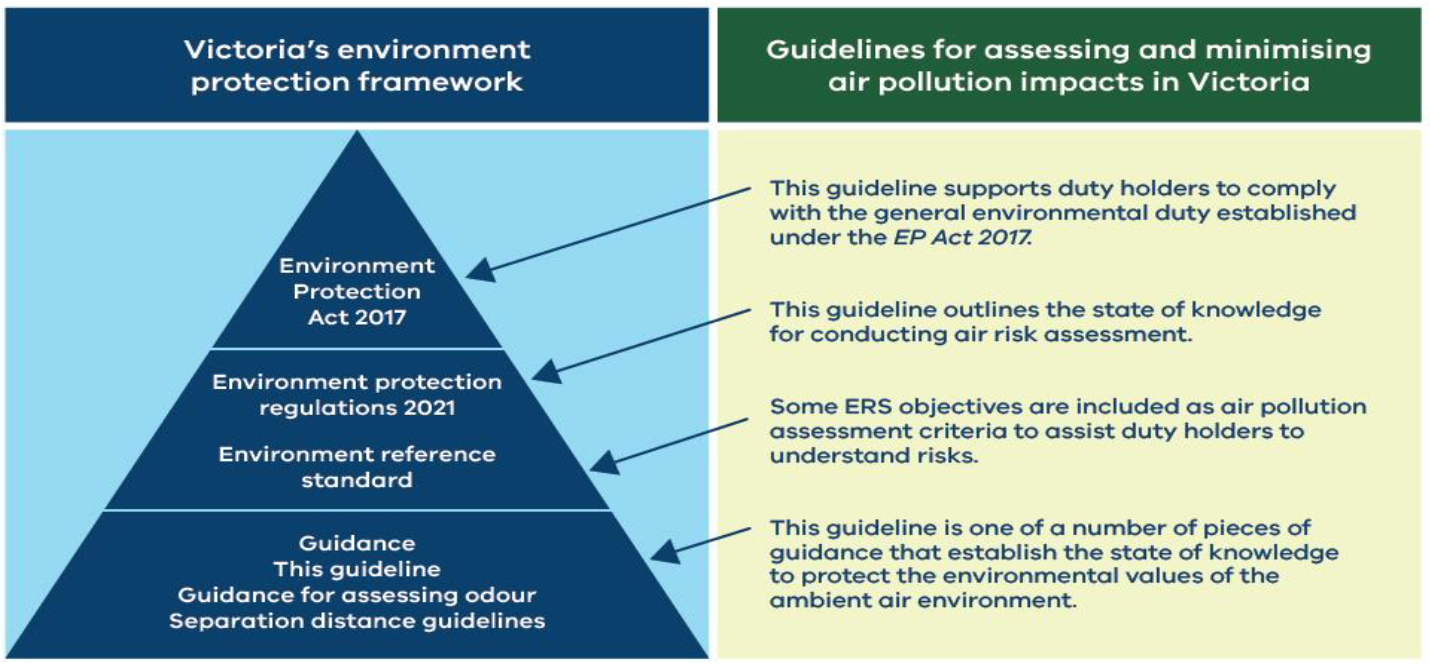 Victoria's environment
protection framework
Guidelines for assessing and minimising
air pollution impacts in Victoria
Environment
Protection
Act 2017
Environment protection
regulations 2021
Environment reference
standard
Guidance
This guideline
Guidance for assessing odour
Separation distance guidelines
This guideline supports duty holders to comply
with the general environmental duty established
under the EP Act 2017.
This guideline outlines the state of knowledge
for conducting air risk assessment.
Some ERS objectives are included as air pollution
assessment criteria to assist duty holders to
understand risks.
This guideline is one of a number of pieces of
guidance that establish the state of knowledge
to protect the environmental values of the
ambient air environment.